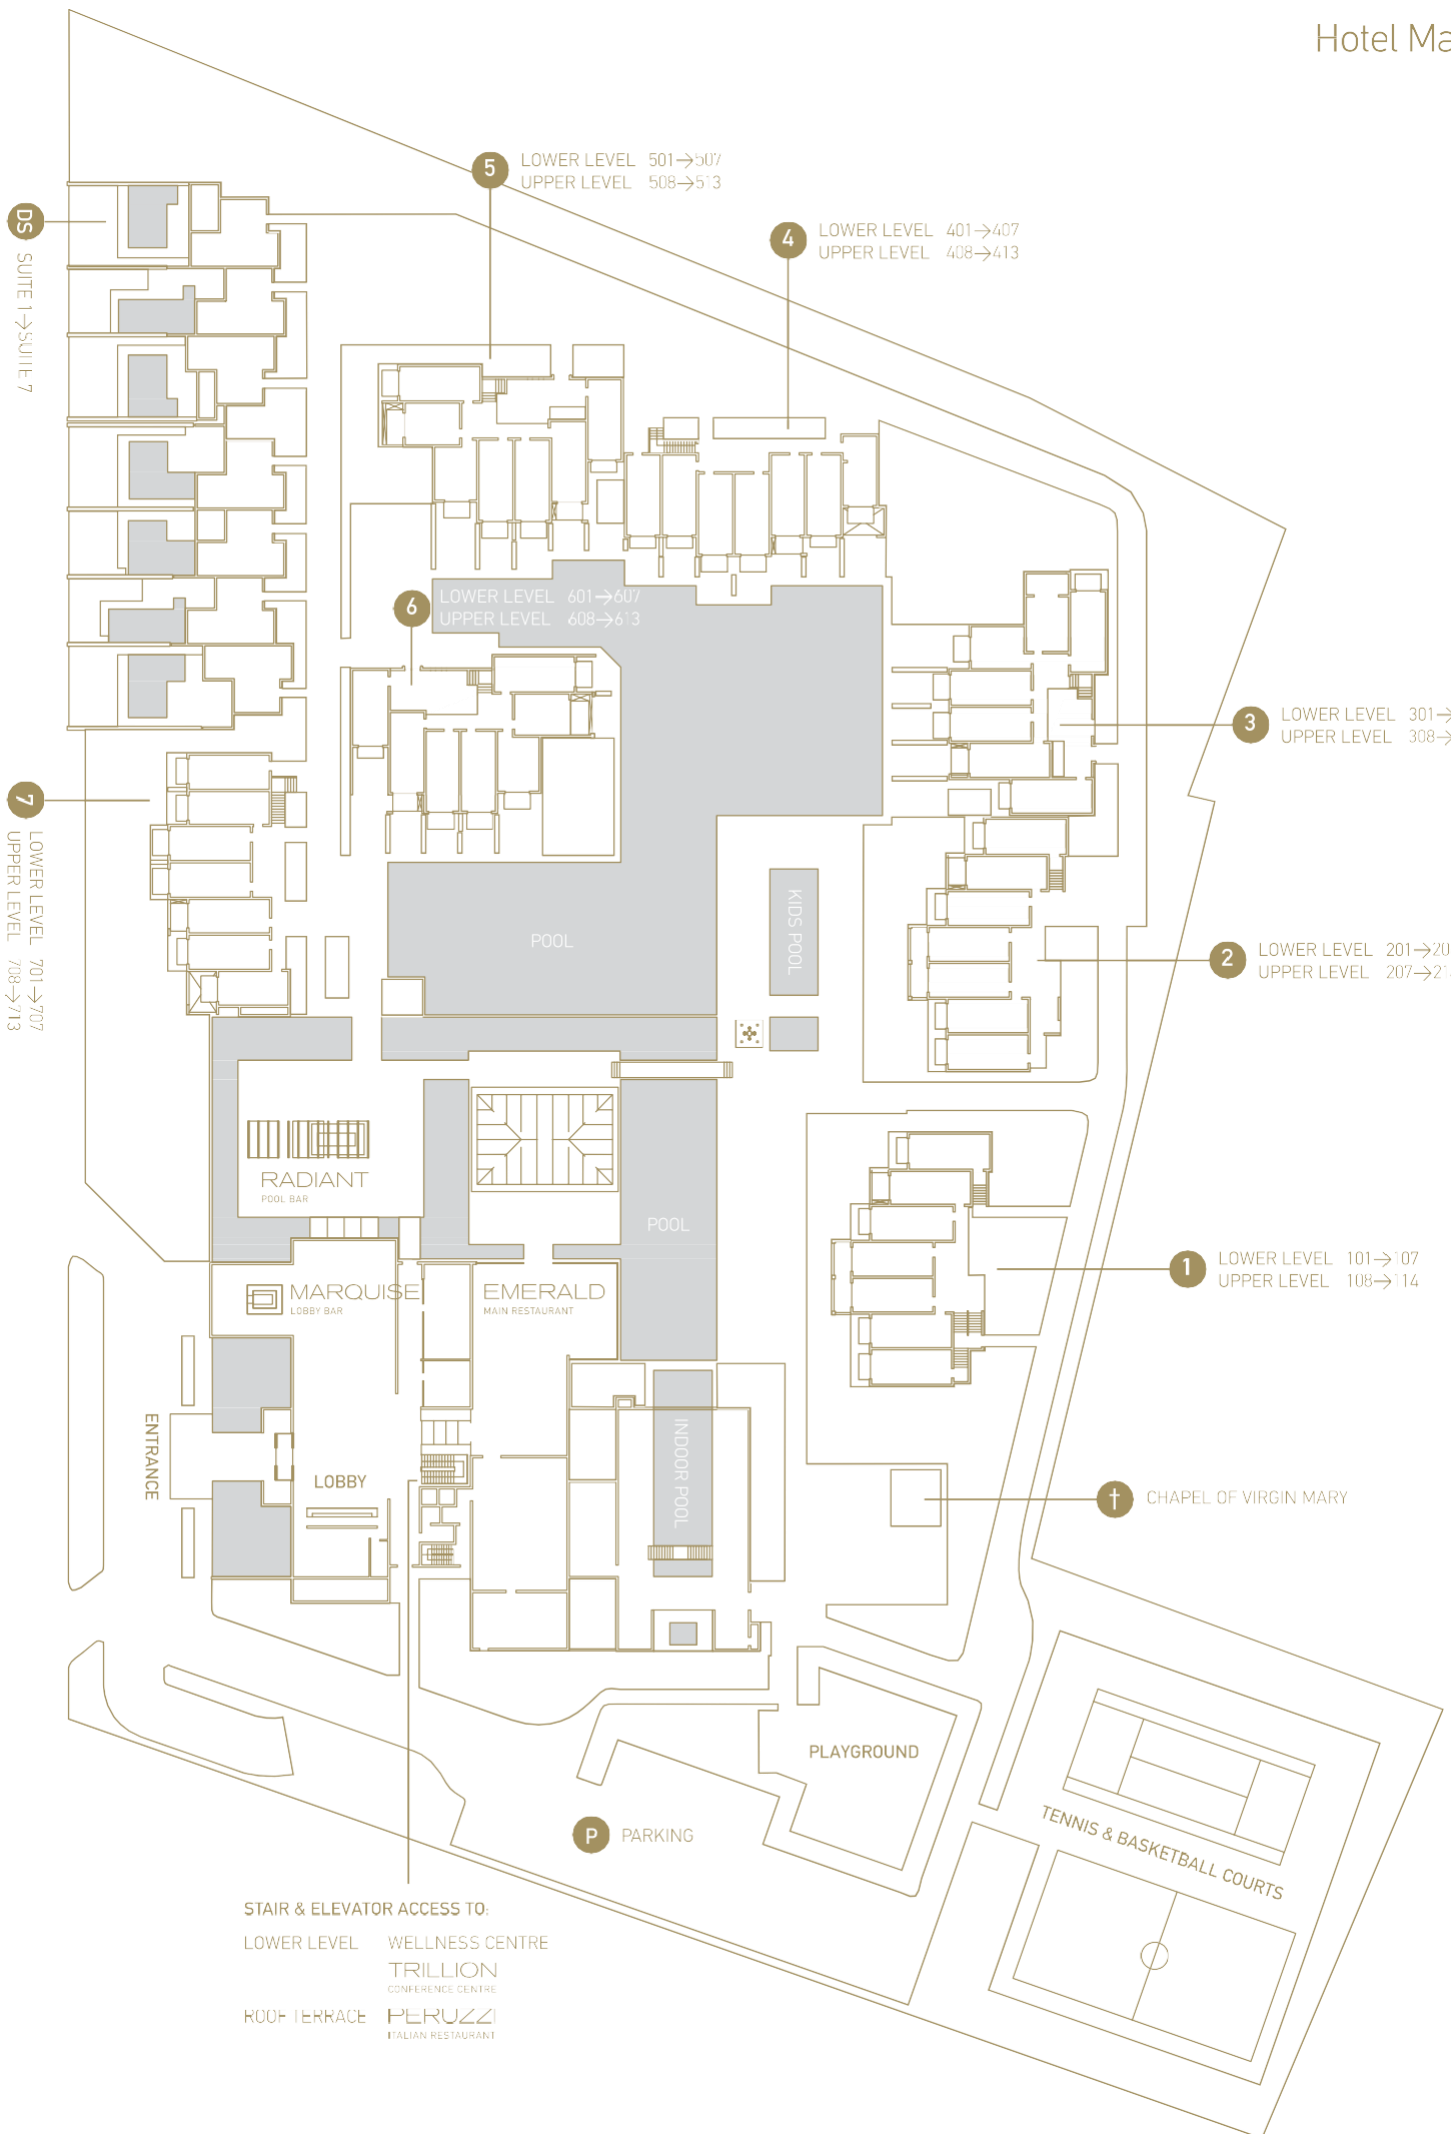 Hotel Ma
5
LOWER LEVEL 501→507
UPPER LEVEL 508→513
4
LOWER LEVEL 401→407
UPPER LEVEL 408→413
DS
SUITE 1→SUITE 7
6
LOWER LEVEL 601→607
UPPER LEVEL 608→613
3
LOWER LEVEL 301→
UPPER LEVEL 308→
7
LOWER LEVEL 701→707
UPPER LEVEL 708→713
POOL
KIDS POOL
2
LOWER LEVEL 201→20
UPPER LEVEL 207→21
RADIANT
POOL BAR
POOL
1
LOWER LEVEL 101→107
UPPER LEVEL 108→114
MARQUISE
LOBBY BAR
EMERALD
MAIN RESTAURANT
ENTRANCE
LOBBY
INDOOR POOL
† CHAPEL OF VIRGIN MARY
PLAYGROUND
P PARKING
TENNIS & BASKETBALL COURTS
STAIR & ELEVATOR ACCESS TO:
LOWER LEVEL WELLNESS CENTRE
TRILLION
CONFERENCE CENTRE
ROOF TERRACE PERUZZI
ITALIAN RESTAURANT